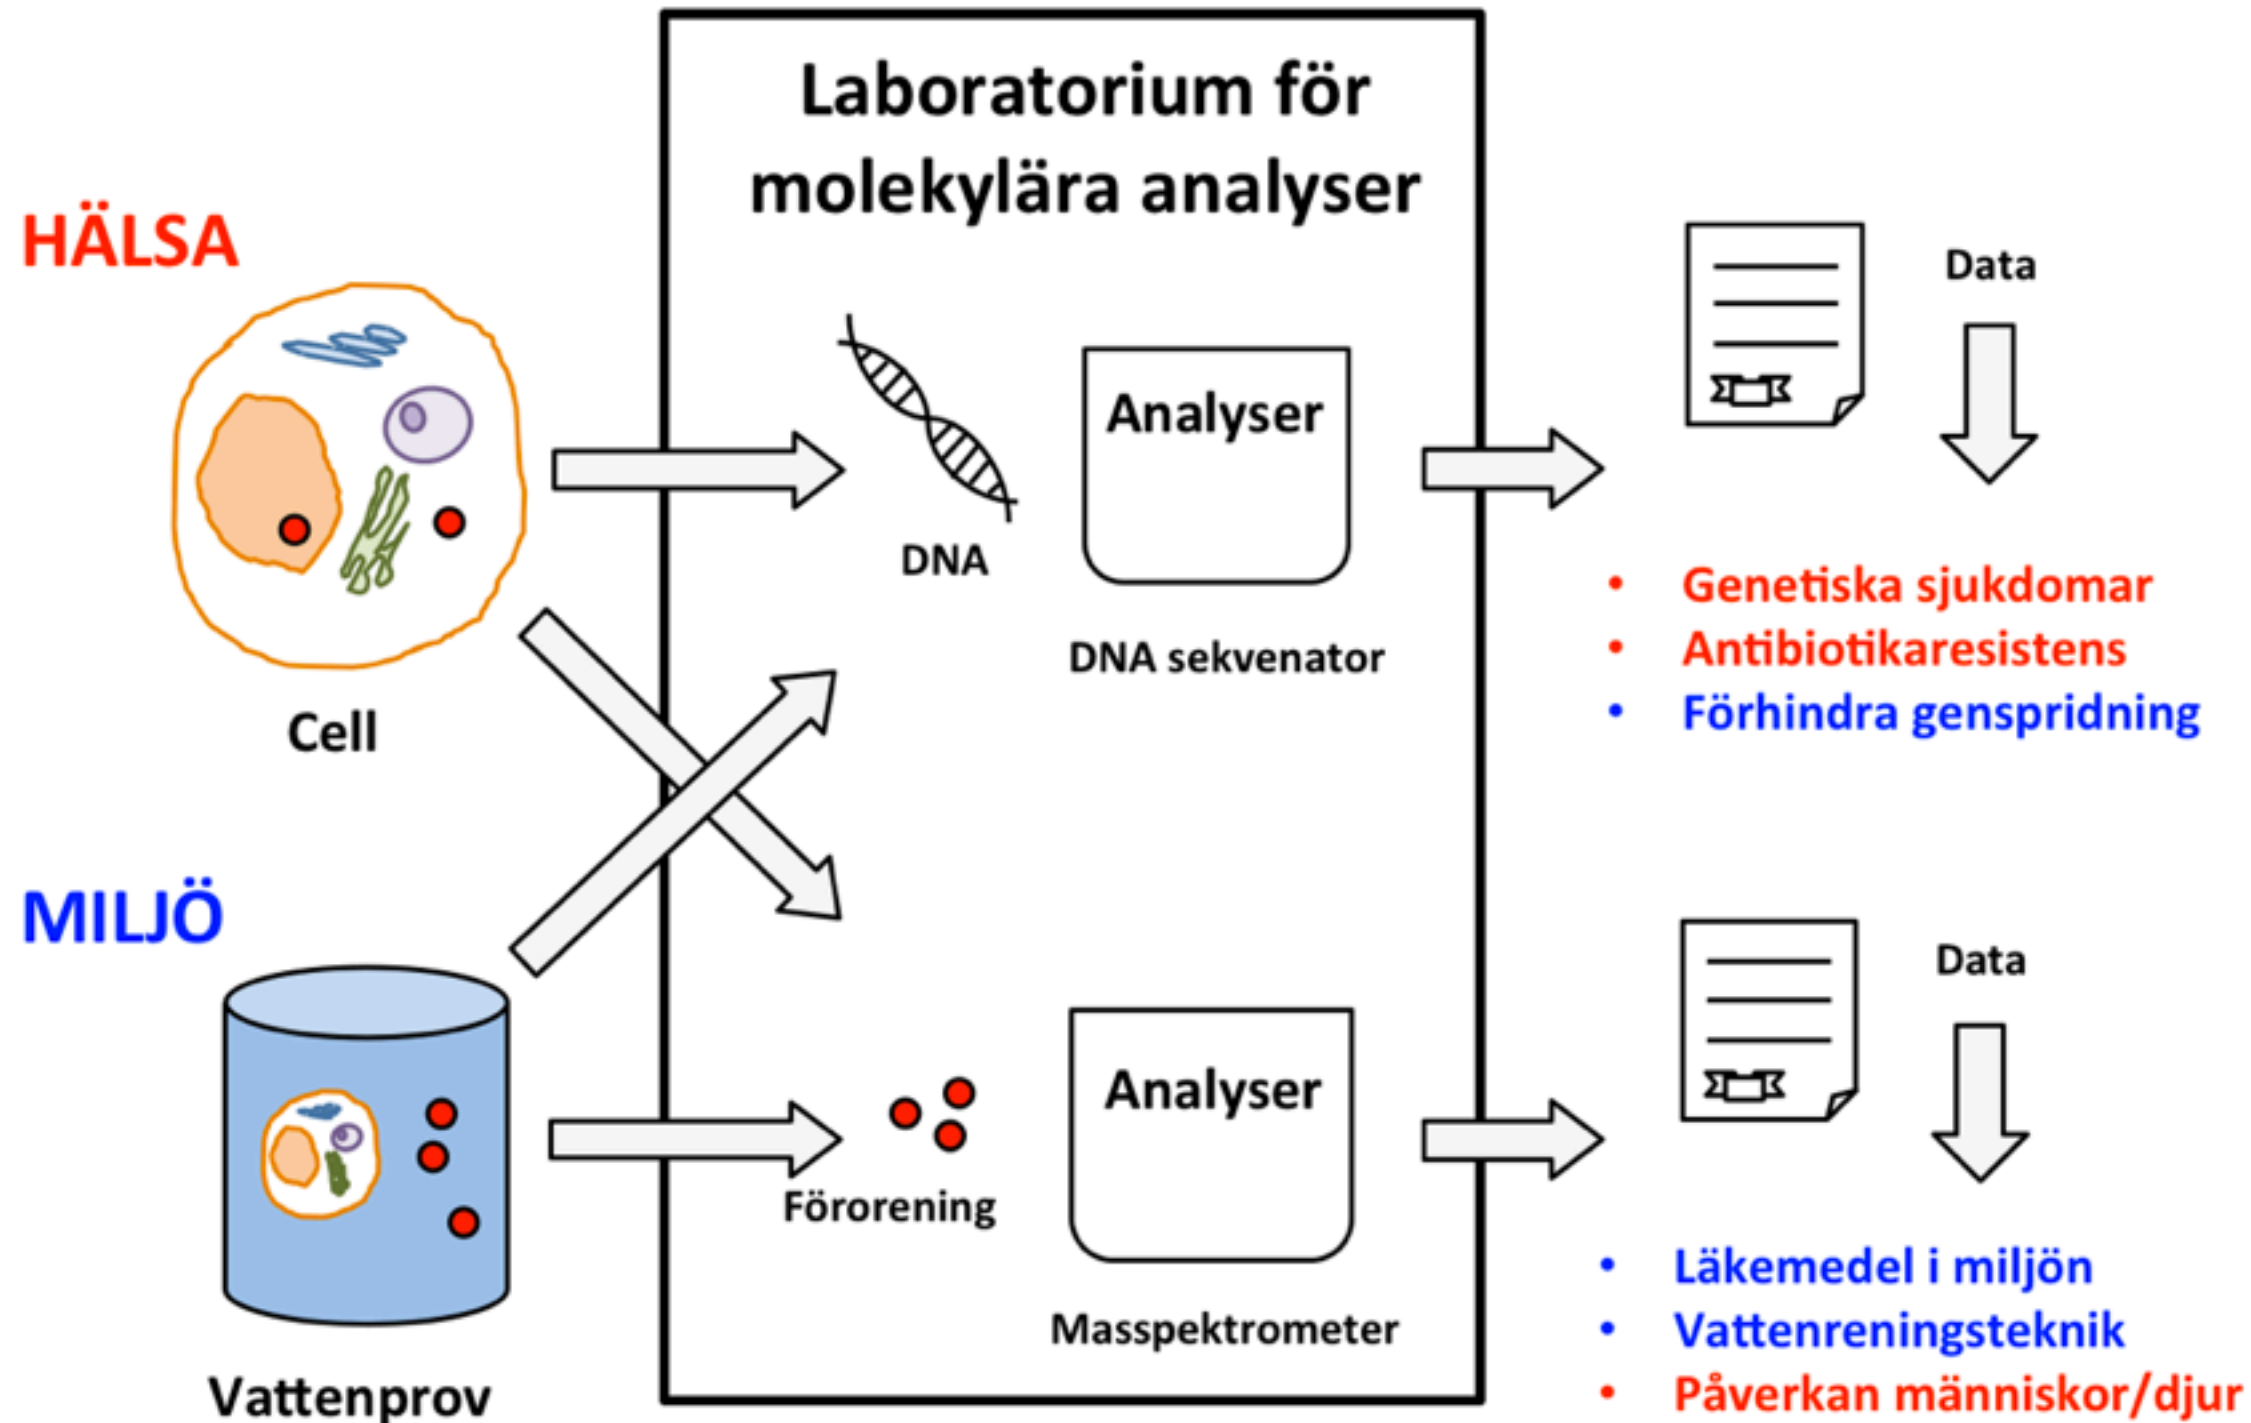 Laboratorium för
molekylära analyser
HÄLSA
Cell
DNA
Analyser
DNA sekvenator
Data
• Genetiska sjukdomar
• Antibiotikaresistens
• Förhindra genspridning
MILJÖ
Vattenprov
Förorening
Analyser
Masspektrometer
Data
• Läkemedel i miljön
• Vattenreningsteknik
• Påverkan människor/djur